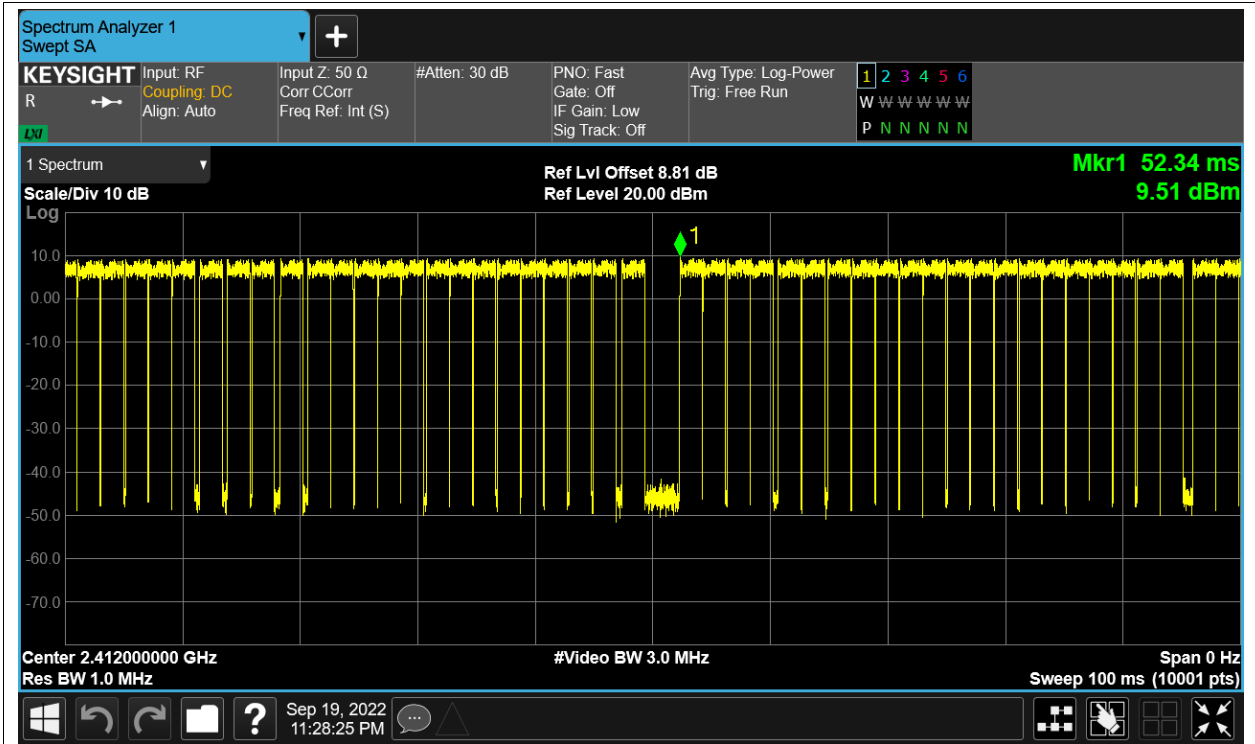 Spectrum Analyzer 1
Swept SA
KEYSIGHT
R
LXI
Input: RF
Coupling: DC
Align: Auto
Input Z: 50 Ω
Corr CCorr
Freq Ref: Int (S)
#Atten: 30 dB
PNO: Fast
Gate: Off
IF Gain: Low
Sig Track: Off
Avg Type: Log-Power
Trig: Free Run
1 2 3 4 5 6
W W W W W W
P N N N N N
1 Spectrum
Scale/Div 10 dB
Log
Ref Lvl Offset 8.81 dB
Ref Level 20.00 dBm
Mkr1 52.34 ms
9.51 dBm
1
10.0
0.00
-10.0
-20.0
-30.0
-40.0
-50.0
-60.0
-70.0
Center 2.412000000 GHz
Res BW 1.0 MHz
#Video BW 3.0 MHz
Span 0 Hz
Sweep 100 ms (10001 pts)
?
Sep 19, 2022
11:28:25 PM